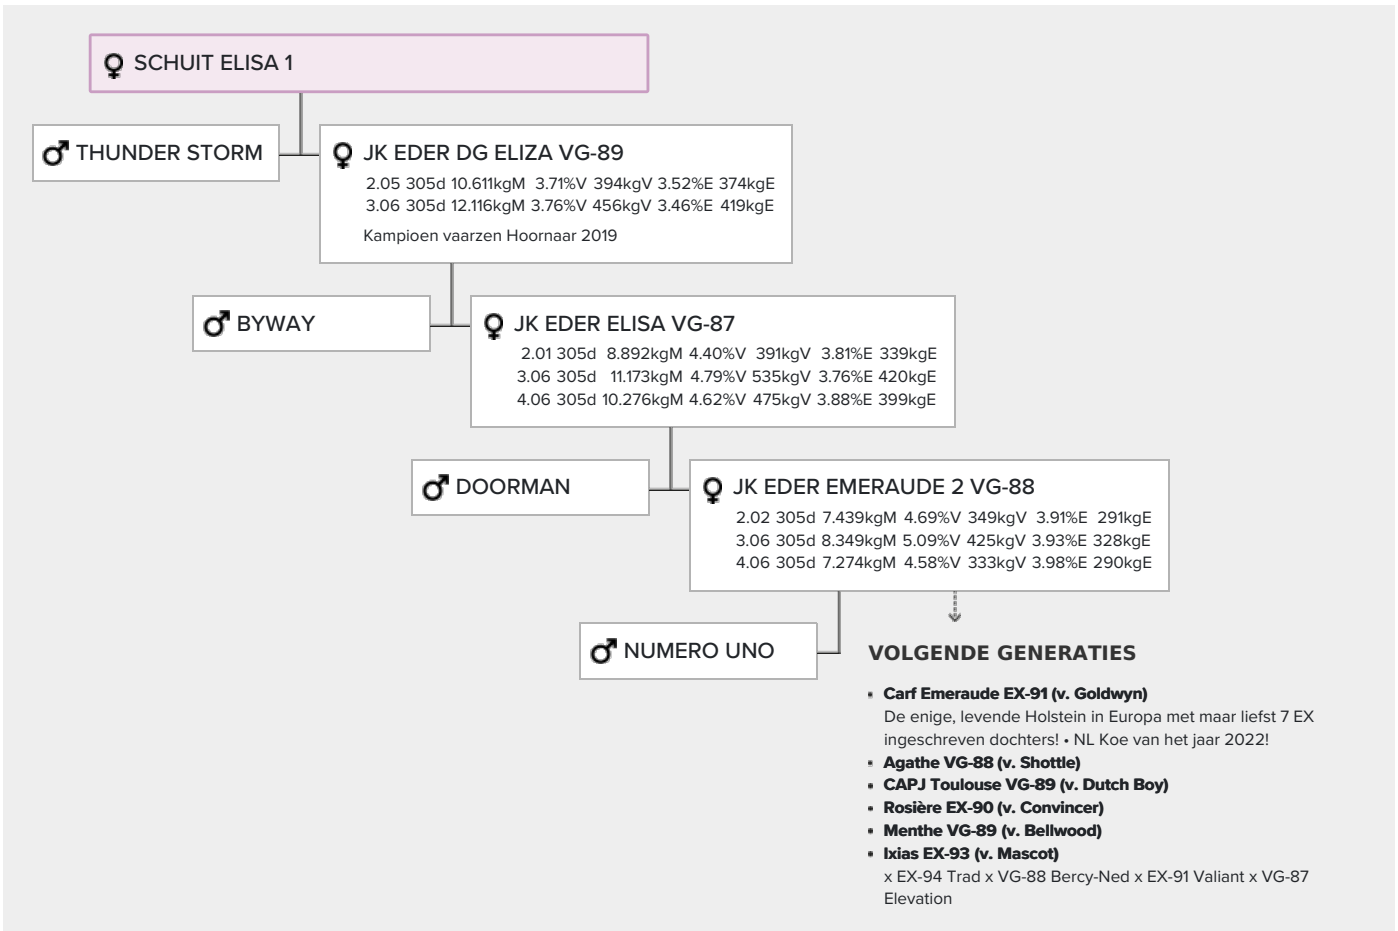 SCHUIT ELISA 1
THUNDER STORM
JK EDER DG ELIZA VG-89
2.05 305d 10.611kgM 3.71%V 394kgV 3.52%E 374kgE
3.06 305d 12.116kgM 3.76%V 456kgV 3.46%E 419kgE
Kampioen vaarzen Hoornaar 2019
BYWAY
JK EDER ELISA VG-87
2.01 305d 8.892kgM 4.40%V 391kgV 3.81%E 339kgE
3.06 305d 11.173kgM 4.79%V 535kgV 3.76%E 420kgE
4.06 305d 10.276kgM 4.62%V 475kgV 3.88%E 399kgE
DOORMAN
JK EDER EMERAUDE 2 VG-88
2.02 305d 7.439kgM 4.69%V 349kgV 3.91%E 291kgE
3.06 305d 8.349kgM 5.09%V 425kgV 3.93%E 328kgE
4.06 305d 7.274kgM 4.58%V 333kgV 3.98%E 290kgE
NUMERO UNO
VOLGENDE GENERATIES
▪ Carf Emeraude EX-91 (v. Goldwyn)
De enige, levende Holstein in Europa met maar liefst 7 EX
ingeschreven dochters! • NL Koe van het jaar 2022!
▪ Agathe VG-88 (v. Shottle)
▪ CAPJ Toulouse VG-89 (v. Dutch Boy)
▪ Rosière EX-90 (v. Convincer)
▪ Menthe VG-89 (v. Bellwood)
▪ Ixias EX-93 (v. Mascot)
x EX-94 Trad x VG-88 Bercy-Ned x EX-91 Valiant x VG-87
Elevation